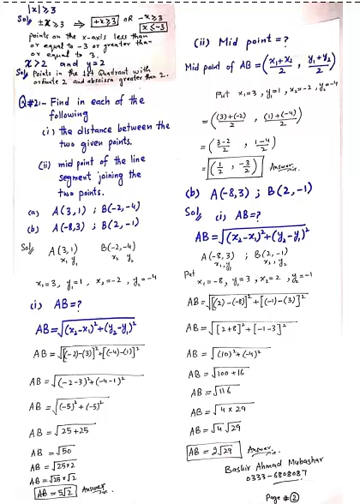 |x| ≥ 3
Sol, ±x ≥ 3 ⇒ +x ≥ 3 OR -x ≥ 3
x ≤ -3
points on the x-axis less than
or equal to -3 or greater than
or equal to 3.
x > 2 and y = 2
Sol, Points in the 1st Quadrant with
ordinate 2 and abscissa greater than 2.
Q#2:- Find in each of the
following
(i) the distance between the
two given points.
(ii) mid point of the line
segment joining the
two points.
(a) A(3,1) ; B(-2,-4)
(b) A(-8,3) ; B(2,-1)
Sol, A(3,1) B(-2,-4)
x₁ y₁ x₂ y₂
x₁=3, y₁=1, x₂=-2, y₂=-4
(i) AB=?
AB=√(x₂-x₁)²+(y₂-y₁)²
AB=√[(-2)-(3)]²+[(-4)-(1)]²
AB=√(-2-3)²+(-4-1)²
AB=√(-5)²+(-5)²
AB=√25+25
AB=√50
AB=√25×2
AB=√25×√2
AB=5√2 Answer.
(ii) Mid point=?
Mid point of AB=(x₁+x₂/2, y₁+y₂/2)
Put x₁=3, y₁=1, x₂=-2, y₂=-4
=((3)+(-2)/2, (1)+(-4)/2)
=(3-2/2, 1-4/2)
=(1/2, -3/2) Answer.
(b) A(-8,3) ; B(2,-1)
Sol, (i) AB=?
AB=√(x₂-x₁)²+(y₂-y₁)²
A(-8,3) ; B(2,-1)
x₁,y₁ x₂,y₂
Put
x₁=-8, y₁=3, x₂=2, y₂=-1
AB=√[(2)-(-8)]²+[(-1)-(3)]²
AB=√[2+8]²+[-1-3]²
AB=√(10)²+(-4)²
AB=√100+16
AB=√116
AB=√4×29
AB=√4 √29
AB=2√29 Answer.
Bashir Ahmad Mubashar
0333-6808087
Page #②